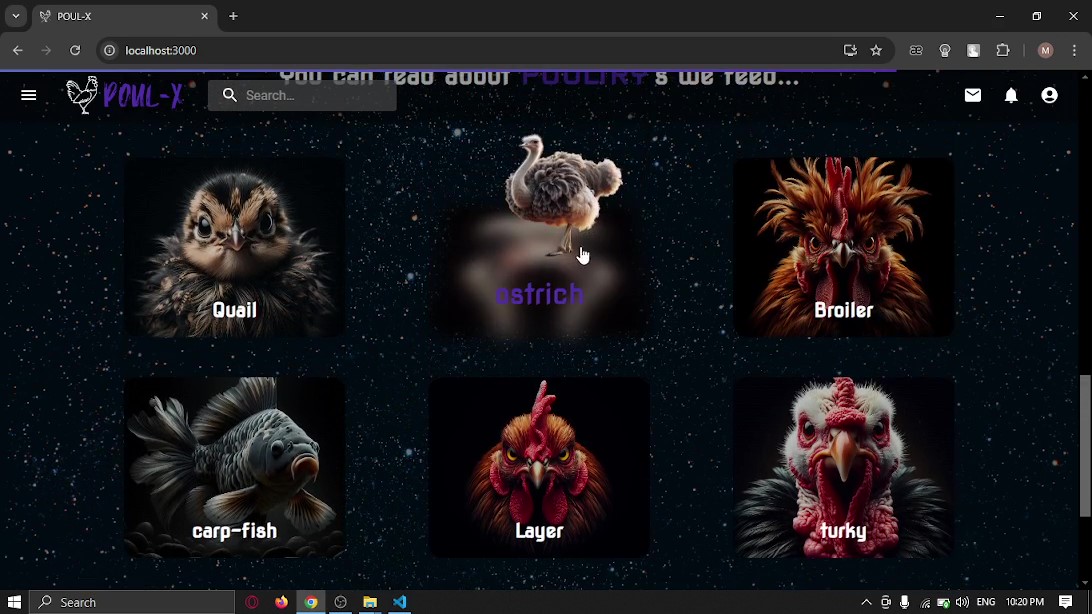 POUL-X
localhost:3000
M
You can read about POULTRY's we feed...
POUL-X
Search...
Quail
ostrich
Broiler
carp-fish
Layer
turky
Search
ENG
10:20 PM